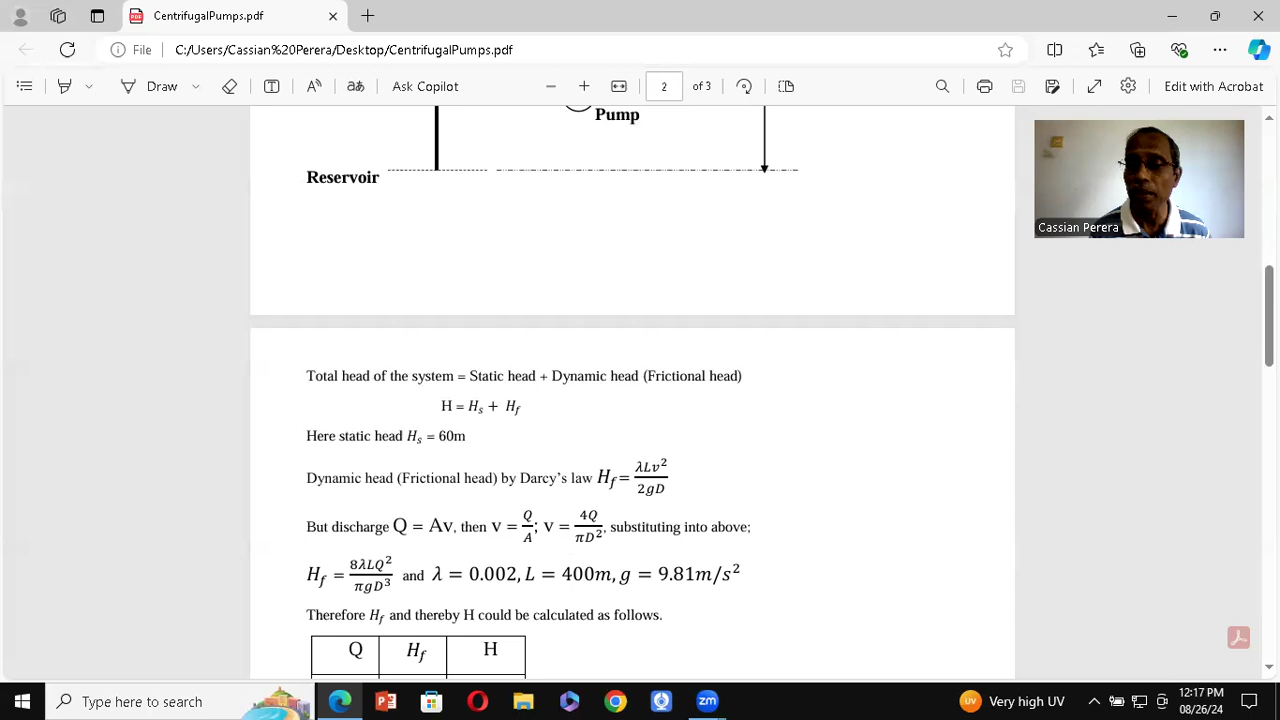 CentrifugalPumps.pdf
File C:/Users/Cassian%20Perera/Desktop/CentrifugalPumps.pdf
Draw aあ Ask Copilot 2 of 3 Edit with Acrobat
Pump
Reservoir
Cassian Perera
Total head of the system = Static head + Dynamic head (Frictional head)
H = H_s + H_f
Here static head H_s = 60m
Dynamic head (Frictional head) by Darcy's law H_f = λLv²/2gD
But discharge Q = Av, then v = Q/A; v = 4Q/πD², substituting into above;
H_f = 8λLQ²/πgD³ and λ = 0.002, L = 400m, g = 9.81m/s²
Therefore H_f and thereby H could be calculated as follows.
Q H_f H
Type here to search
UV Very high UV 12:17 PM
08/26/24